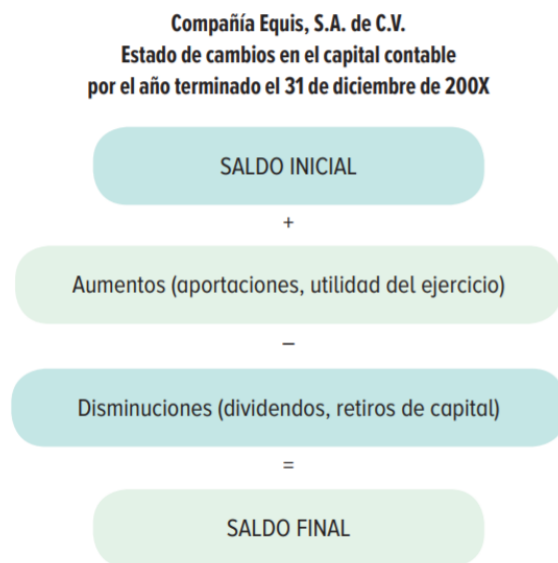 Compañía Equis, S.A. de C.V.
Estado de cambios en el capital contable
por el año terminado el 31 de diciembre de 200X
SALDO INICIAL
+
Aumentos (aportaciones, utilidad del ejercicio)
–
Disminuciones (dividendos, retiros de capital)
=
SALDO FINAL